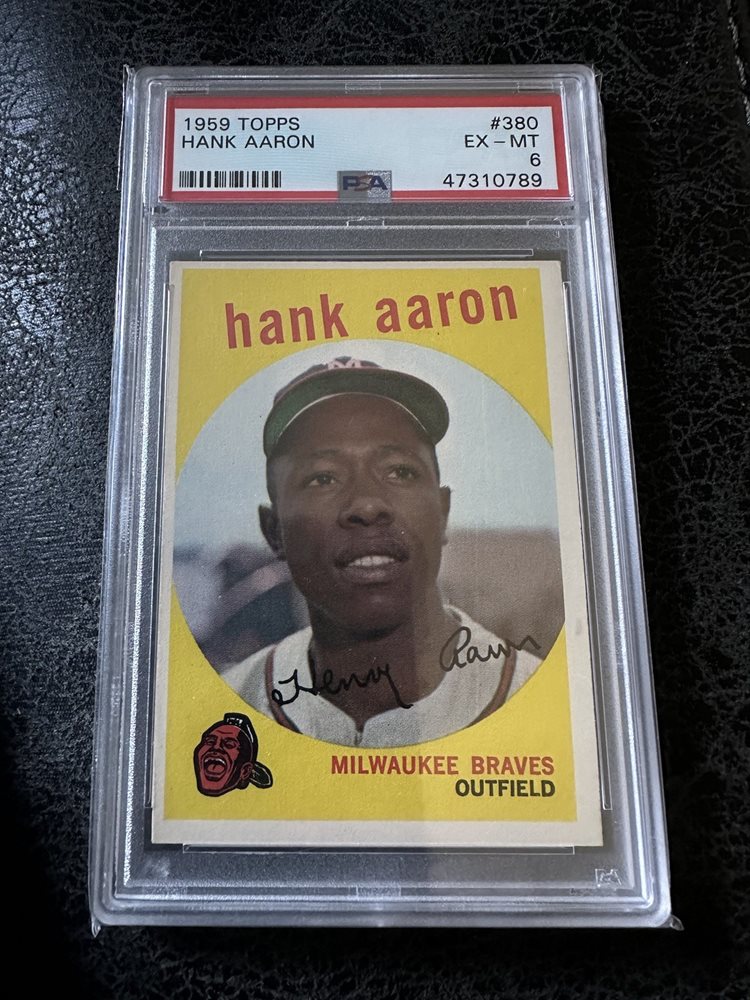 1959 TOPPS #380
HANK AARON EX-MT
6
PSA 47310789
hank aaron
M
Henry Aaron
MILWAUKEE BRAVES
OUTFIELD